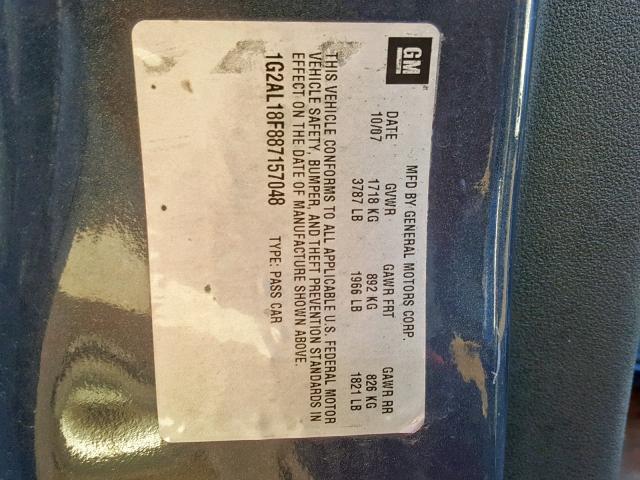 GM
MFD BY GENERAL MOTORS CORP.
DATE GVWR GAWR FRT GAWR RR
10/07 1718 KG 892 KG 826 KG
3787 LB 1966 LB 1821 LB
THIS VEHICLE CONFORMS TO ALL APPLICABLE U.S. FEDERAL MOTOR
VEHICLE SAFETY, BUMPER, AND THEFT PREVENTION STANDARDS IN
EFFECT ON THE DATE OF MANUFACTURE SHOWN ABOVE.
1G2AL18F887157048 TYPE: PASS CAR